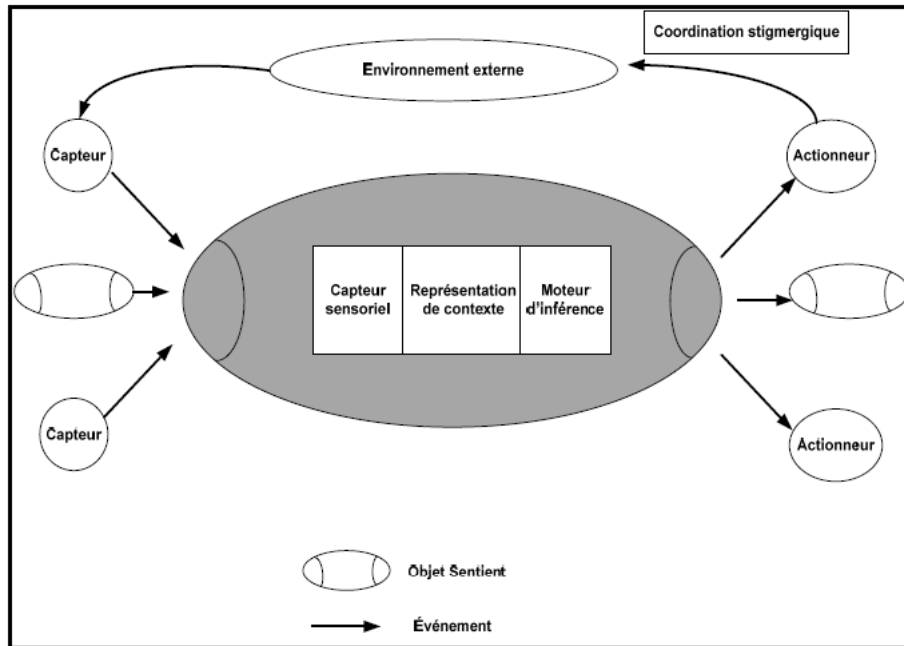 Coordination stigmergique
Environnement externe
Capteur
Actionneur
Capteur
sensoriel
Représentation
de contexte
Moteur
d'inférence
Capteur
Actionneur
Objet Sentient
Événement